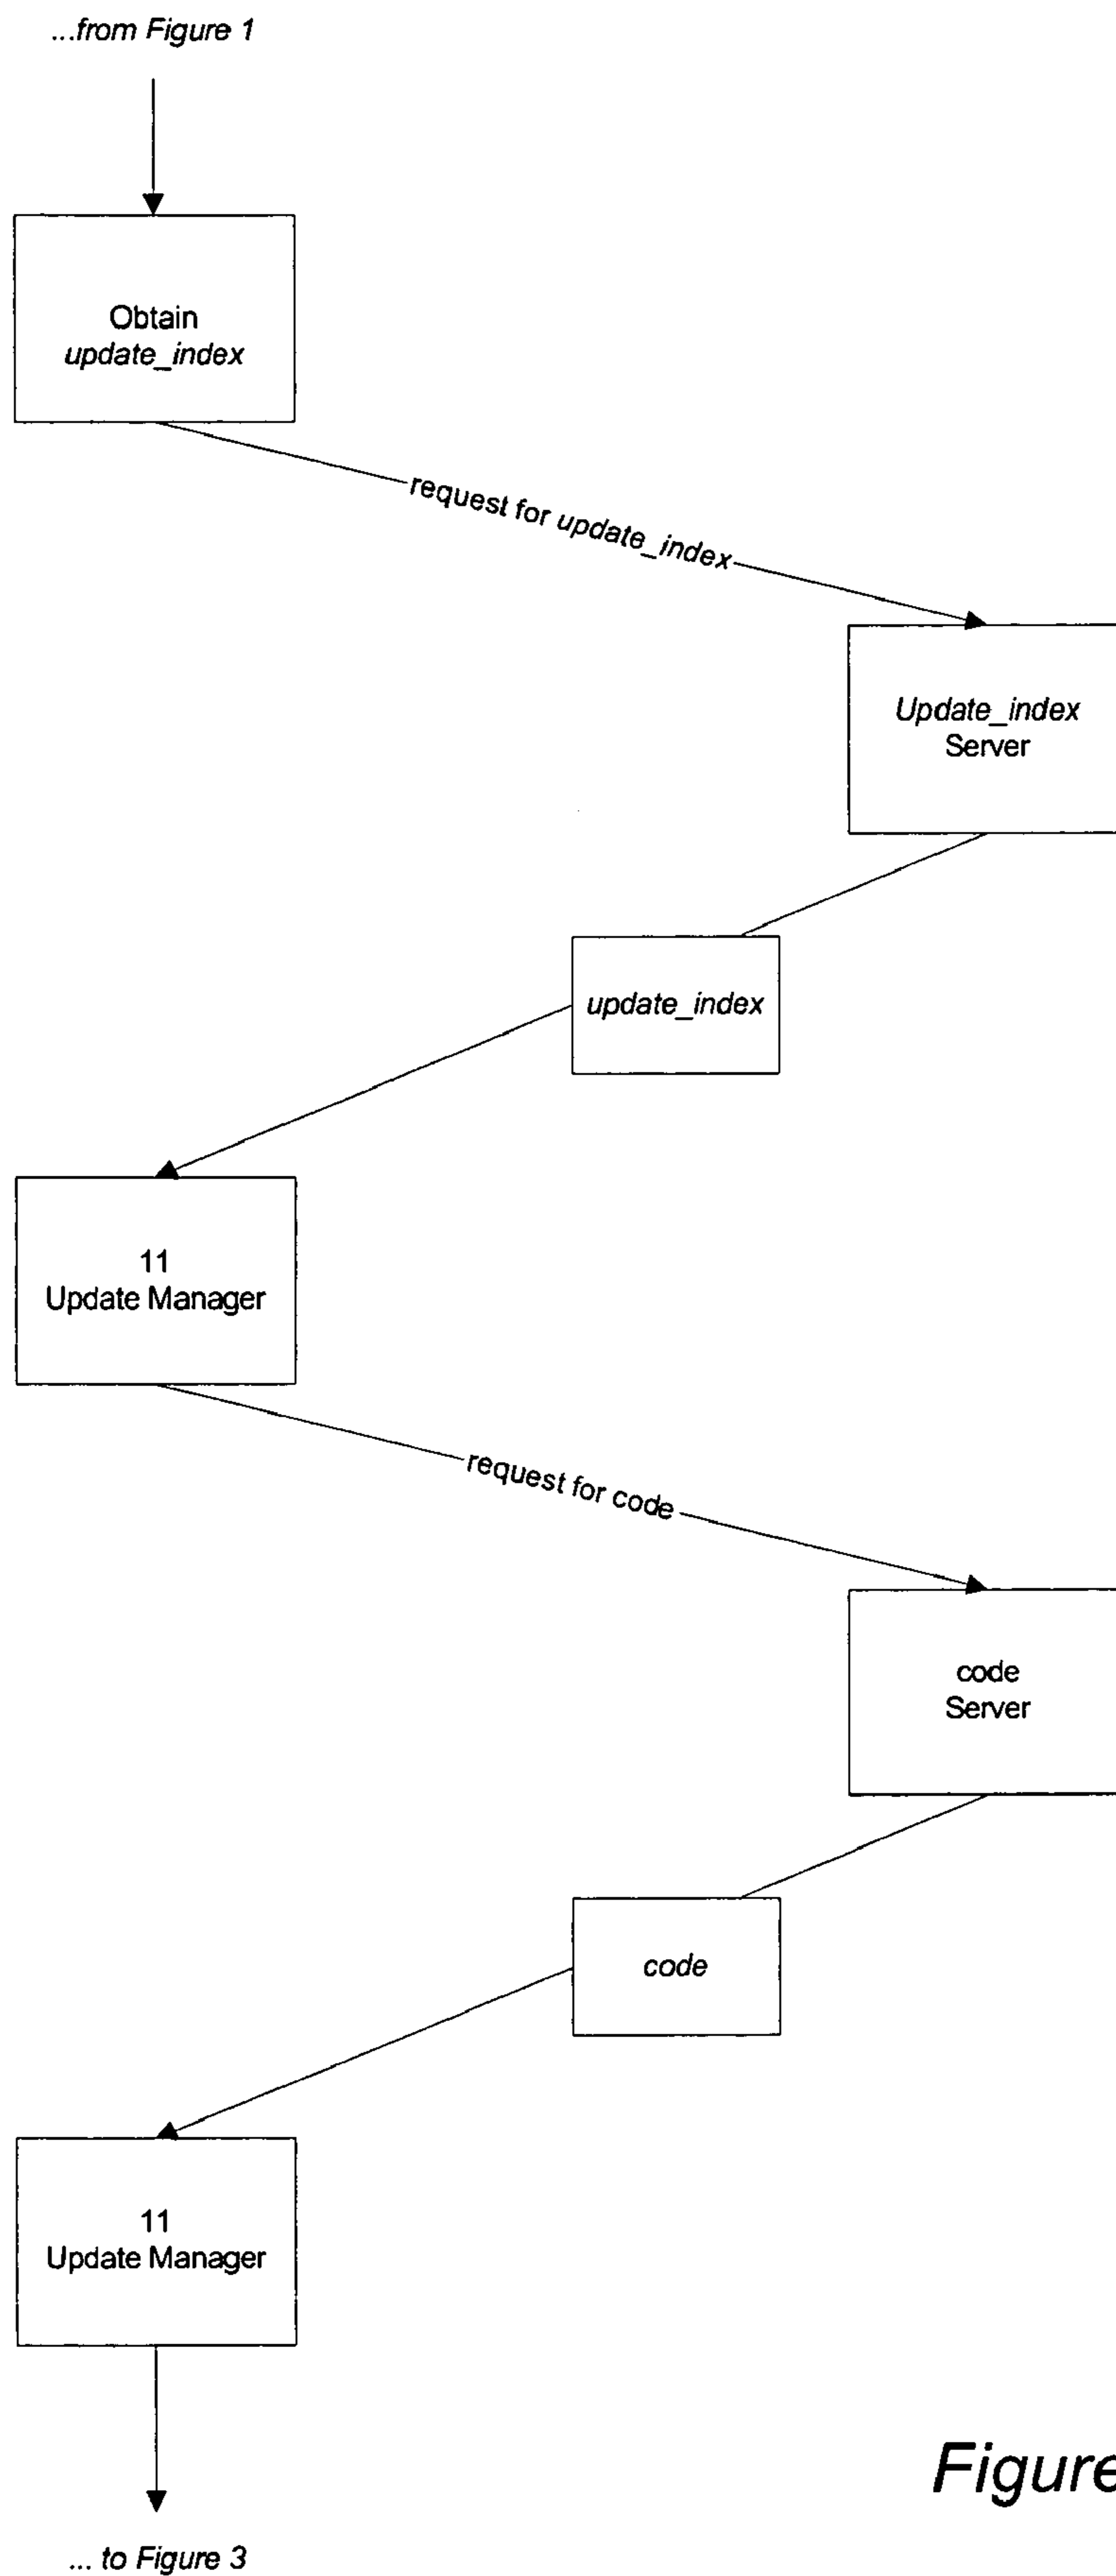 ...from Figure 1
Obtain
update_index
request for update_index
Update_index
Server
update_index
11
Update Manager
request for code
code
Server
code
11
Update Manager
Figure
... to Figure 3